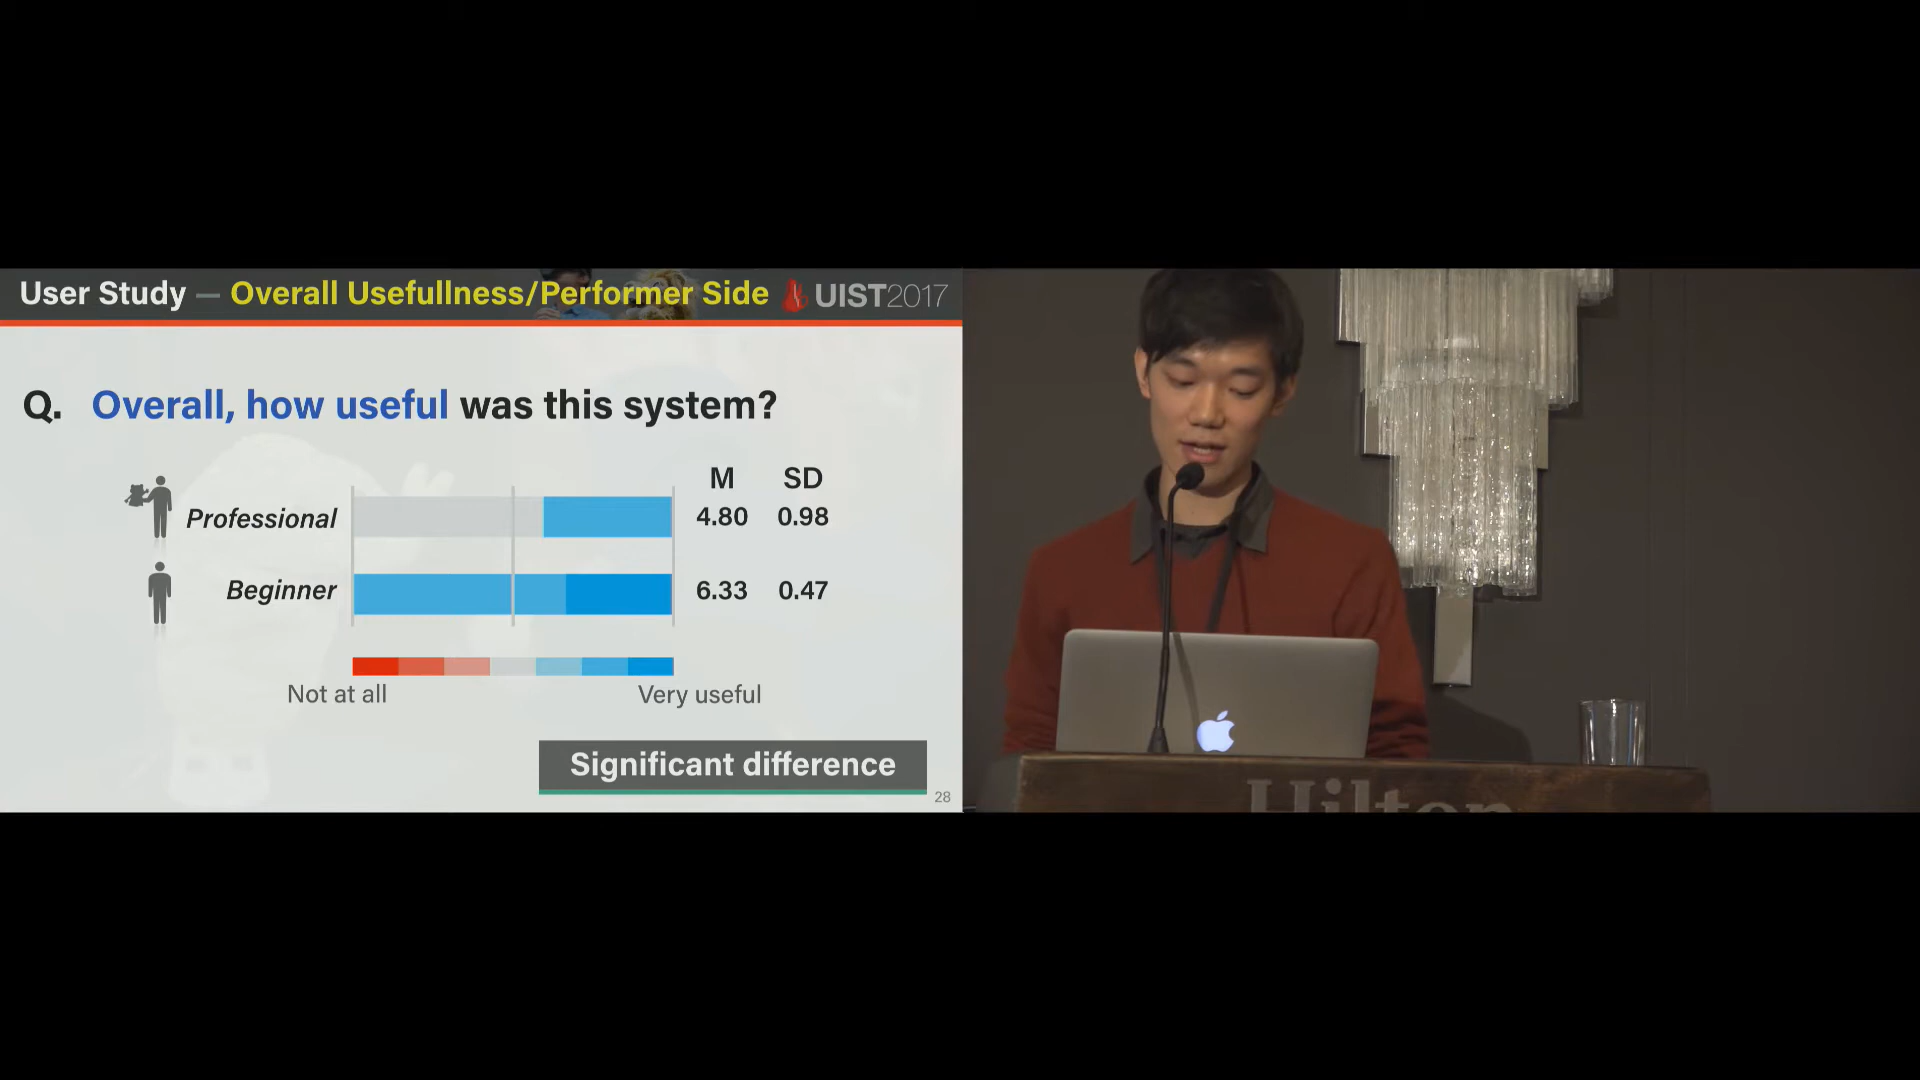 User Study — Overall Usefullness/Performer Side UIST2017
Q. Overall, how useful was this system?
M SD
Professional 4.80 0.98
Beginner 6.33 0.47
Not at all Very useful
Significant difference
28
Hilton